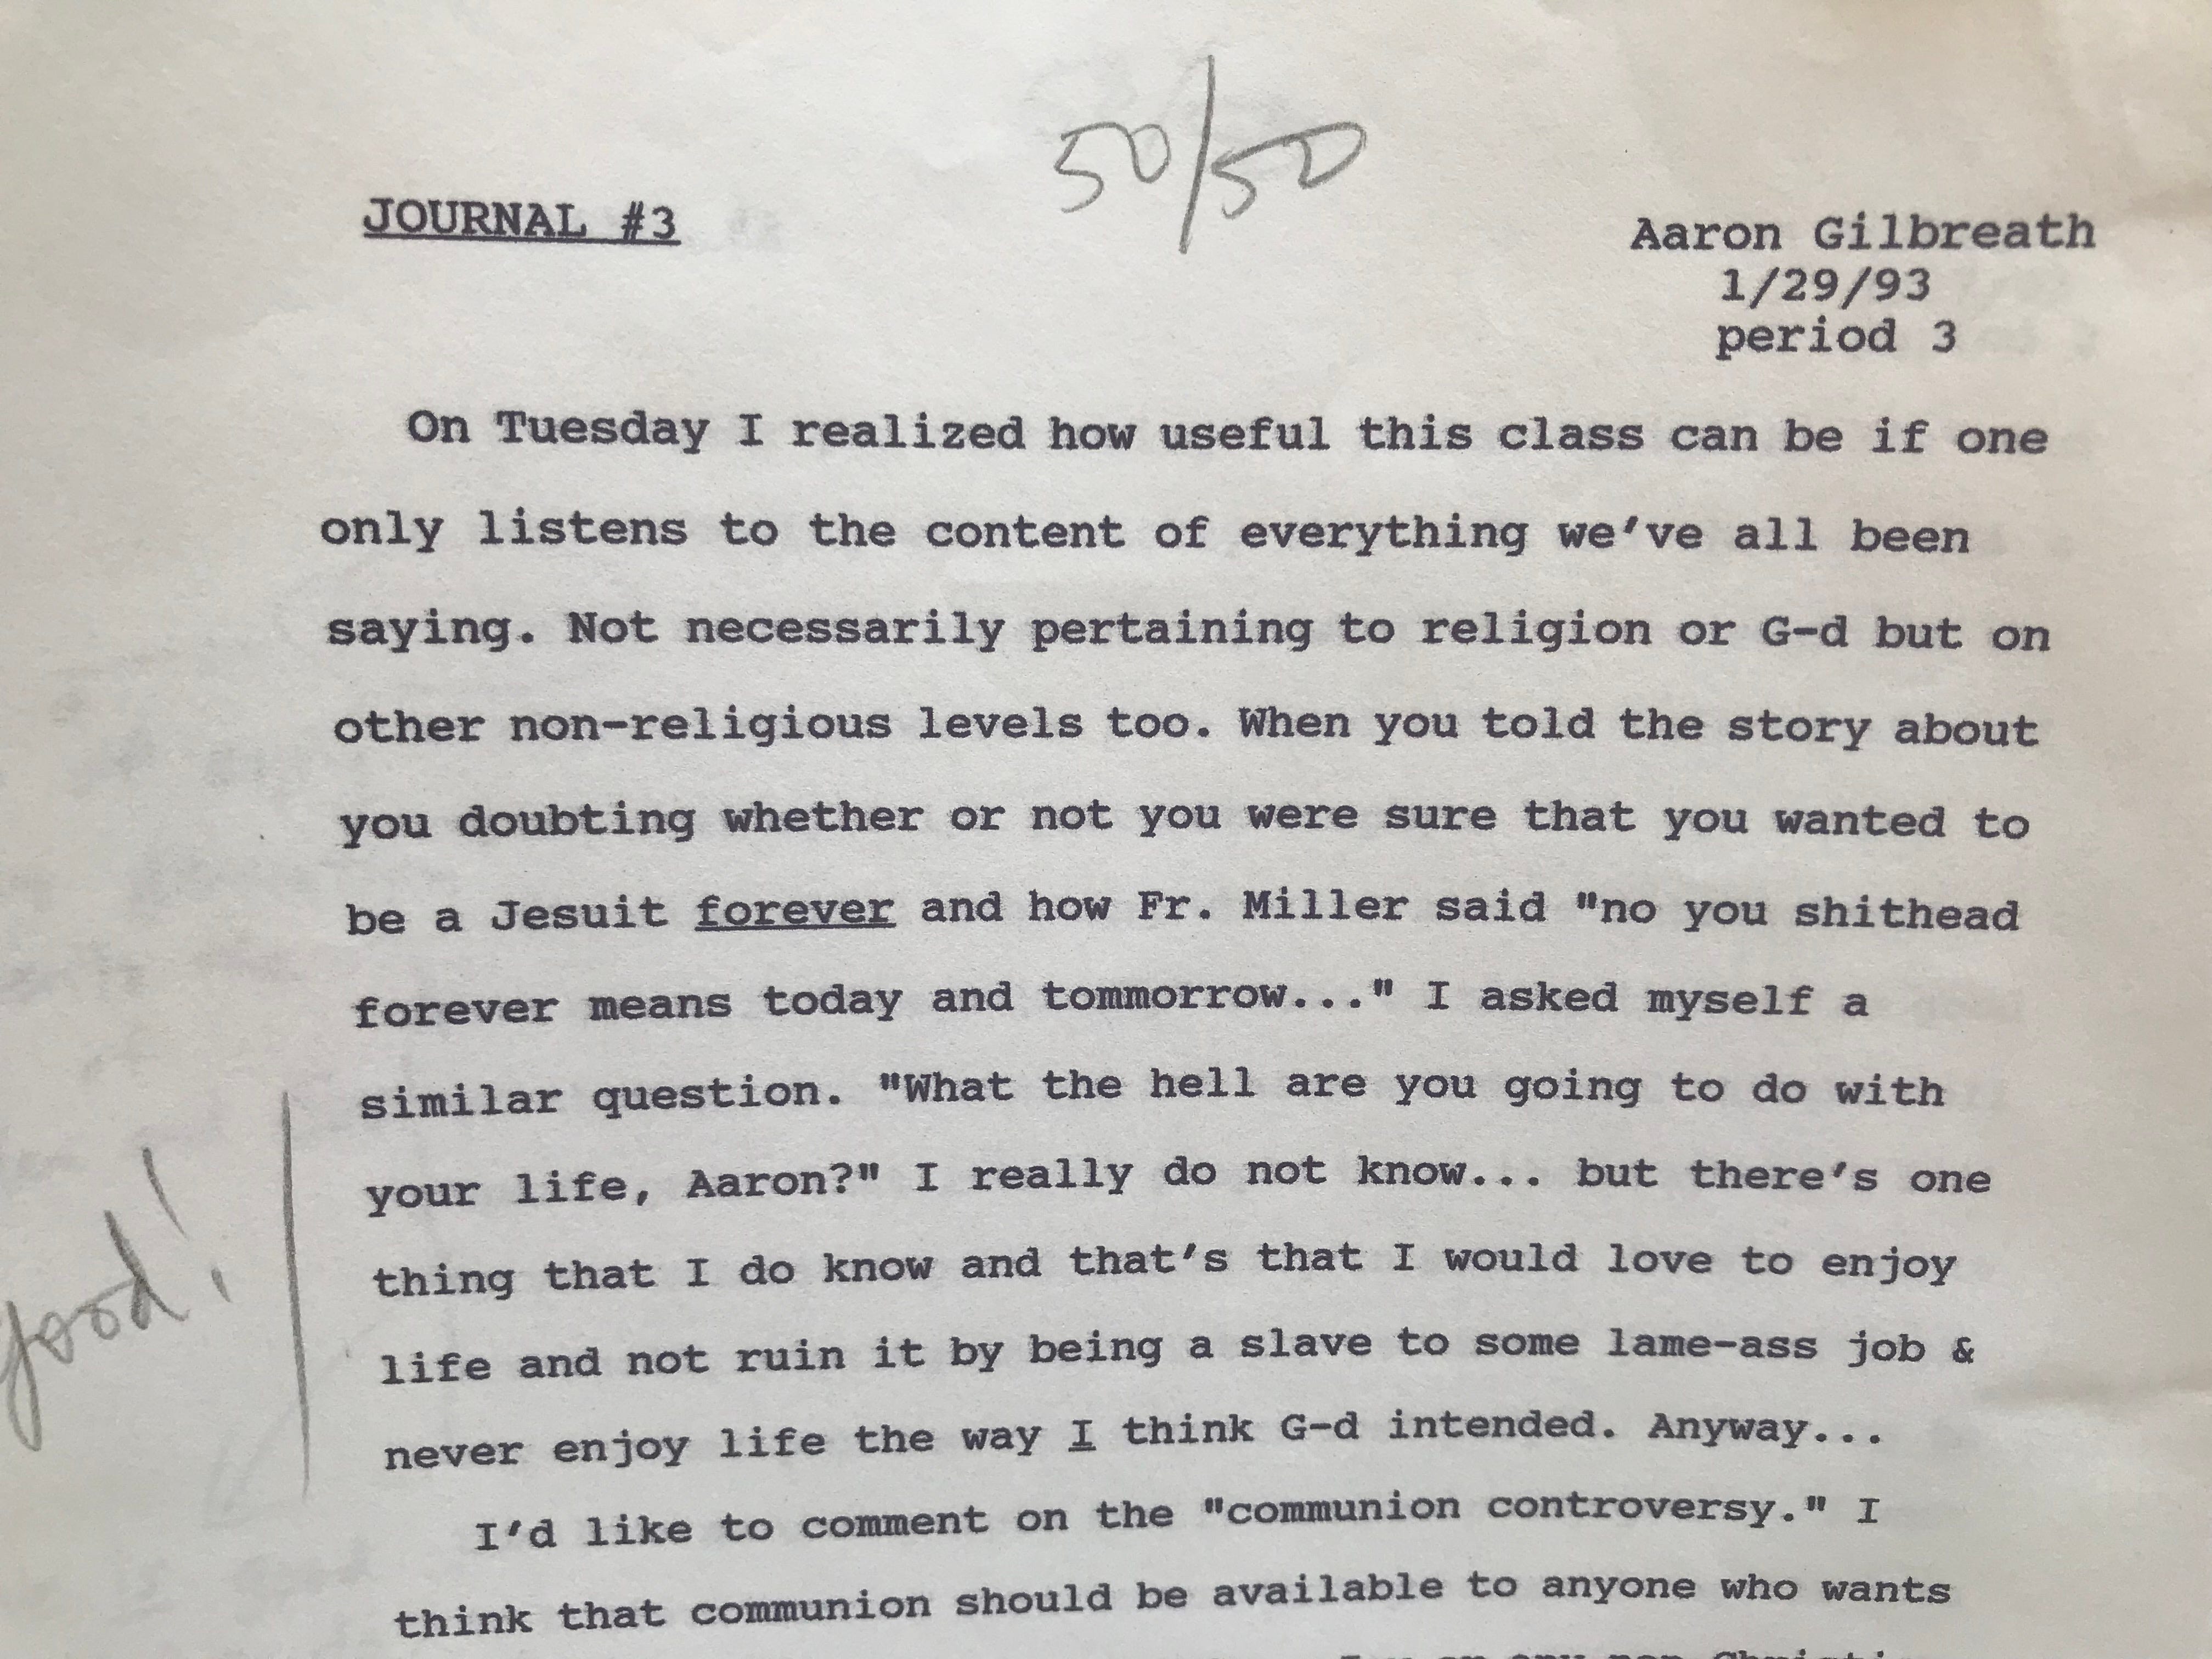 50/50
JOURNAL #3
Aaron Gilbreath
1/29/93
period 3
On Tuesday I realized how useful this class can be if one
only listens to the content of everything we've all been
saying. Not necessarily pertaining to religion or G-d but on
other non-religious levels too. When you told the story about
you doubting whether or not you were sure that you wanted to
be a Jesuit forever and how Fr. Miller said "no you shithead
forever means today and tommorrow..." I asked myself a
similar question. "What the hell are you going to do with
your life, Aaron?" I really do not know... but there's one
thing that I do know and that's that I would love to enjoy
good!
life and not ruin it by being a slave to some lame-ass job &
never enjoy life the way I think G-d intended. Anyway...
I'd like to comment on the "communion controversy." I
think that communion should be available to anyone who wants